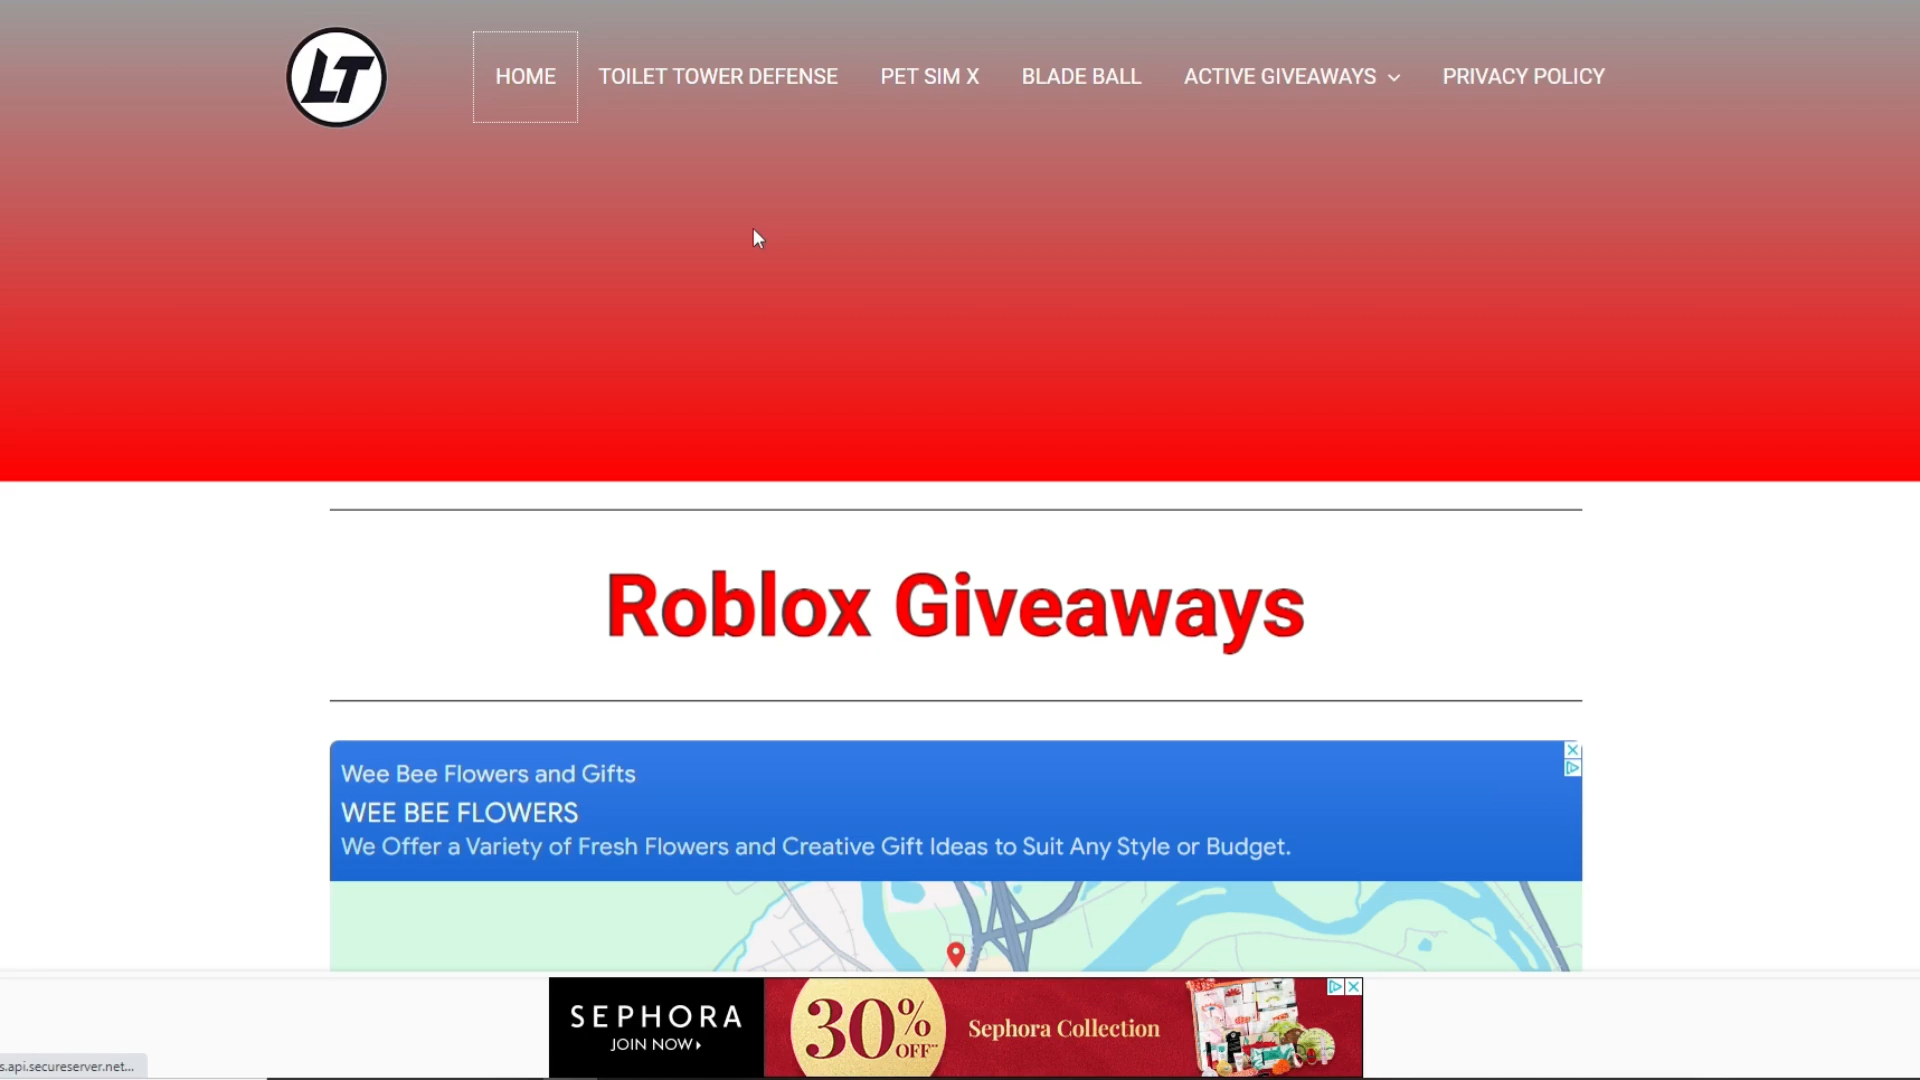 LT
HOME TOILET TOWER DEFENSE PET SIM X BLADE BALL ACTIVE GIVEAWAYS PRIVACY POLICY
Roblox Giveaways
Wee Bee Flowers and Gifts
WEE BEE FLOWERS
We Offer a Variety of Fresh Flowers and Creative Gift Ideas to Suit Any Style or Budget.
SEPHORA
JOIN NOW
30% OFF**
Sephora Collection
s.api.secureserver.net...